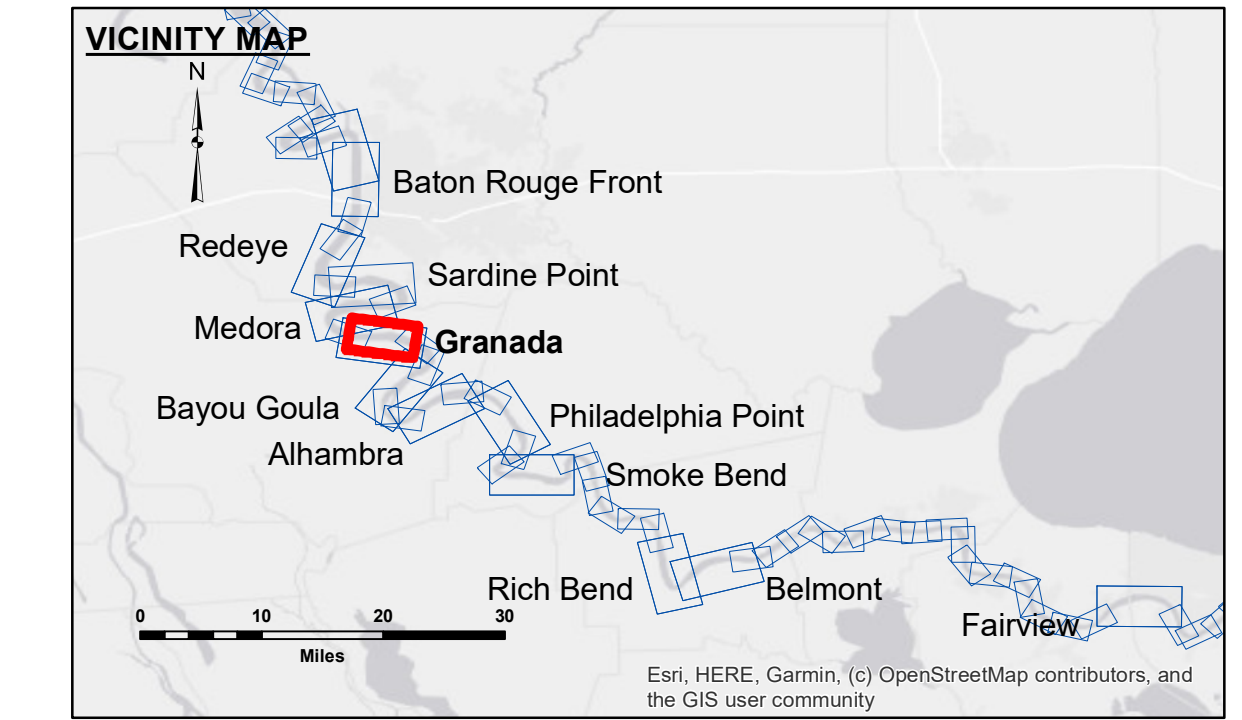 VICINITY MAP
N
Baton Rouge Front
Redeye
Sardine Point
Medora
Granada
Bayou Goula
Philadelphia Point
Alhambra
Smoke Bend
Rich Bend
Belmont
Fairview
0 10 20 30
Miles
Esri, HERE, Garmin, (c) OpenStreetMap contributors, and
the GIS user community